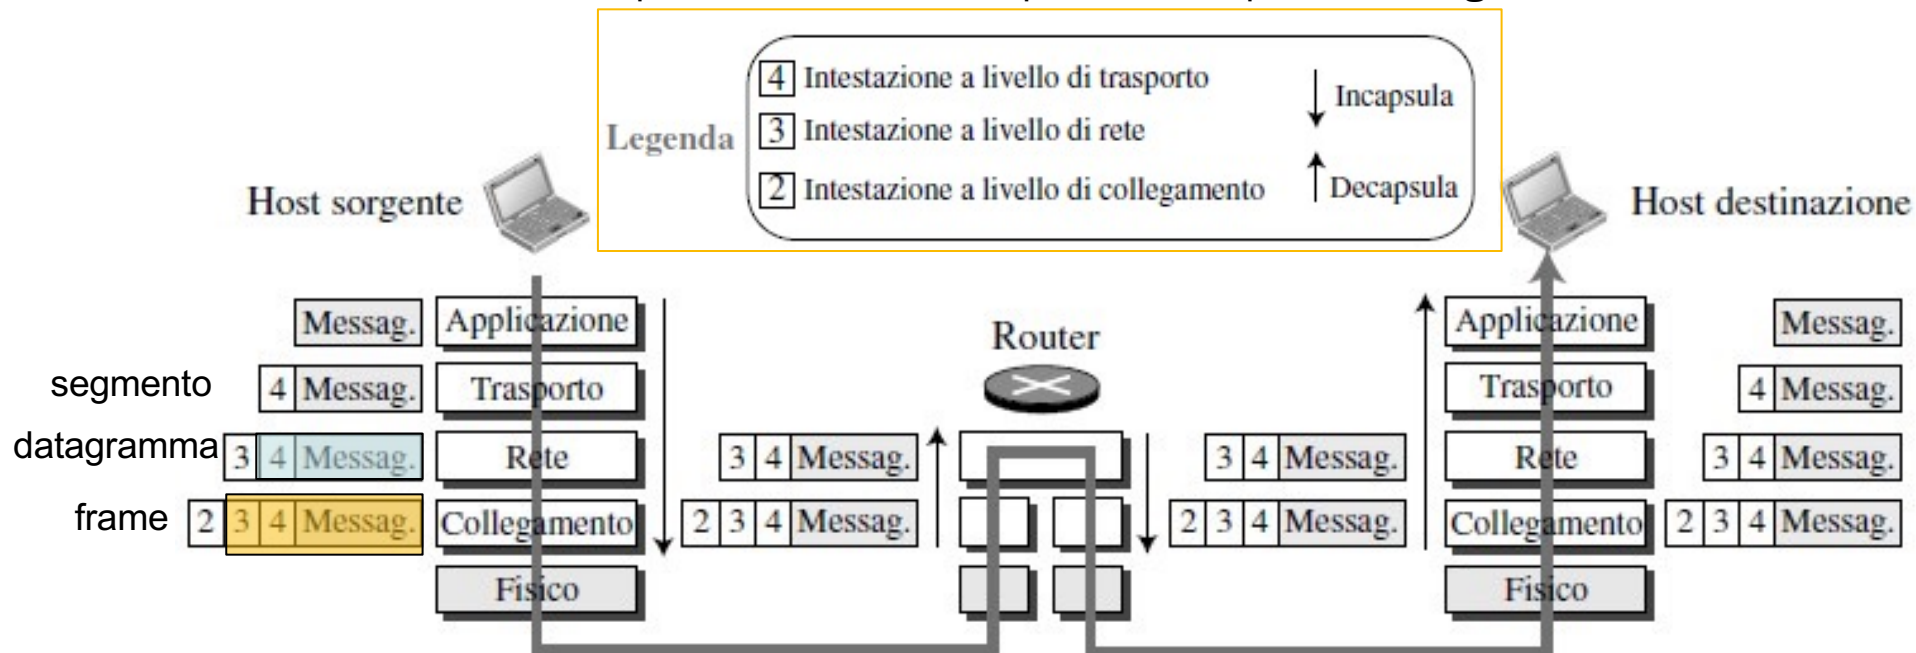 Legenda
4 Intestazione a livello di trasporto
3 Intestazione a livello di rete
2 Intestazione a livello di collegamento
Incapsula
Decapsula
Host sorgente
Host destinazione
Router
Messag. Applicazione
segmento 4 Messag. Trasporto
datagramma 3 4 Messag. Rete
frame 2 3 4 Messag. Collegamento
Fisico
3 4 Messag.
2 3 4 Messag.
3 4 Messag.
2 3 4 Messag.
Applicazione Messag.
Trasporto 4 Messag.
Rete 3 4 Messag.
Collegamento 2 3 4 Messag.
Fisico